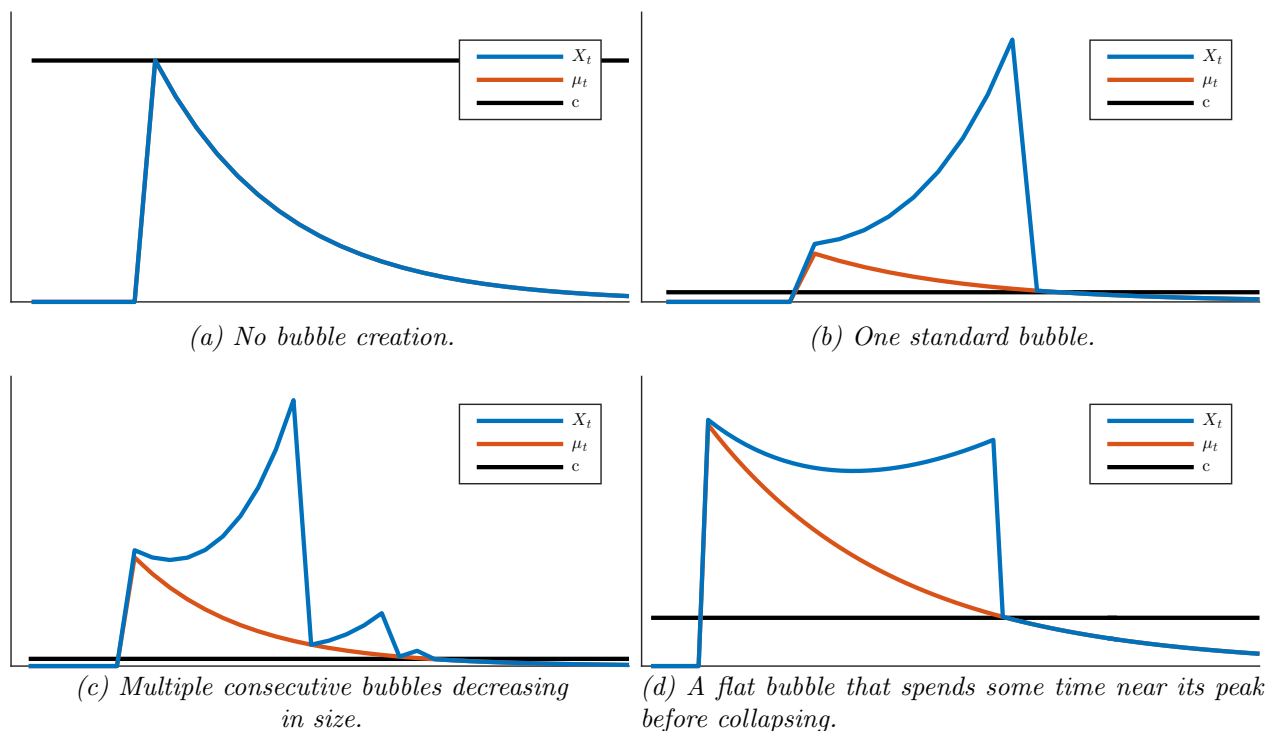 X_t
μ_t
c
X_t
μ_t
c
(a) No bubble creation.
(b) One standard bubble.
X_t
μ_t
c
X_t
μ_t
c
(c) Multiple consecutive bubbles decreasing
in size.
(d) A flat bubble that spends some time near its peak
before collapsing.